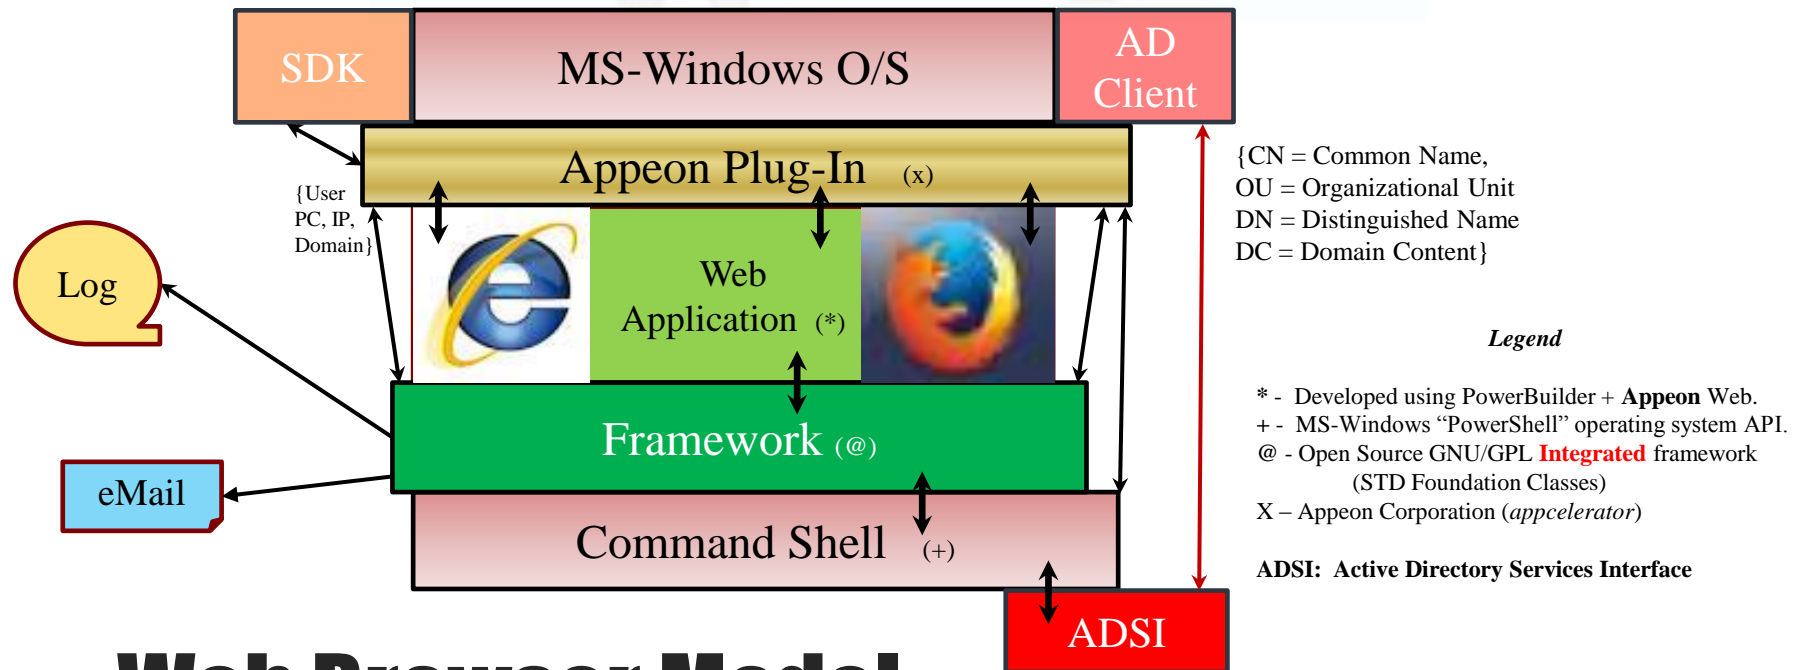 SDK
MS-Windows O/S
AD
Client
Appeon Plug-In (x)
{User
PC, IP,
Domain}
{CN = Common Name,
OU = Organizational Unit
DN = Distinguished Name
DC = Domain Content}
Log
Web
Application (*)
Legend
* - Developed using PowerBuilder + Appeon Web.
+ - MS-Windows “PowerShell” operating system API.
@ - Open Source GNU/GPL Integrated framework
(STD Foundation Classes)
X – Appeon Corporation (appcelerator)
ADSI: Active Directory Services Interface
Framework (@)
eMail
Command Shell (+)
ADSI
Web Browser Model